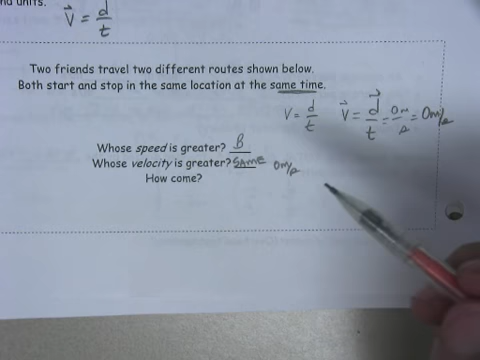 nd units.
V = d/t
Two friends travel two different routes shown below.
Both start and stop in the same location at the same time.
V = d/t V = d/t = 0m/s = 0m/s
Whose speed is greater? B
Whose velocity is greater? SAME 0m/s
How come?